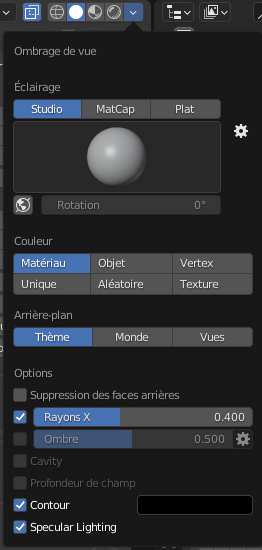 Ombrage de vue
Éclairage
Studio MatCap Plat
Rotation 0°
Couleur
Matériau Objet Vertex
Unique Aléatoire Texture
Arrière-plan
Thème Monde Vues
Options
Suppression des faces arrières
Rayons X 0.400
Ombre 0.500
Cavity
Profondeur de champ
Contour
Specular Lighting